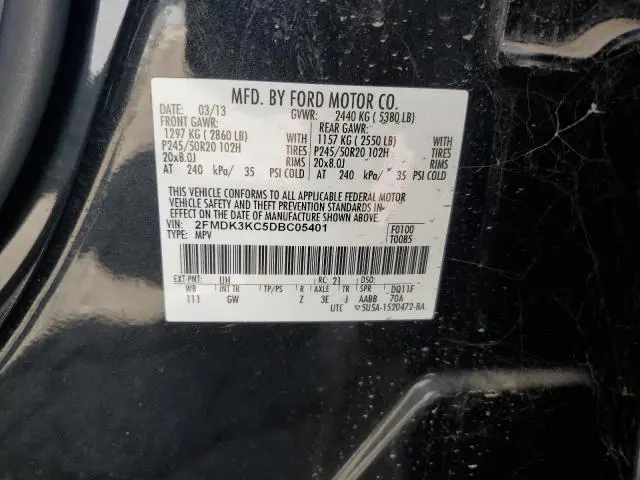 MFD. BY FORD MOTOR CO.
DATE: 03/13 GVWR: 2440 KG ( 5380 LB)
FRONT GAWR: REAR GAWR:
1297 KG ( 2860 LB) WITH 1157 KG ( 2550 LB) WITH
P245/50R20 102H TIRES P245/50R20 102H TIRES
20x8.0J RIMS 20x8.0J RIMS
AT 240 kPa/ 35 PSI COLD AT 240 kPa/ 35 PSI COLD
THIS VEHICLE CONFORMS TO ALL APPLICABLE FEDERAL MOTOR
VEHICLE SAFETY AND THEFT PREVENTION STANDARDS IN
EFFECT ON THE DATE OF MANUFACTURE SHOWN ABOVE.
VIN: 2FMDK3KC5DBC05401 F0100
TYPE: MPV T0085
EXT PNT: UH RC: 21 DSO:
WB INT TR TP/PS R AXLE TR SPR DQ11F
111 GW Z 3E J AABB 70A
UTC ▽5U5A-1520472-BA